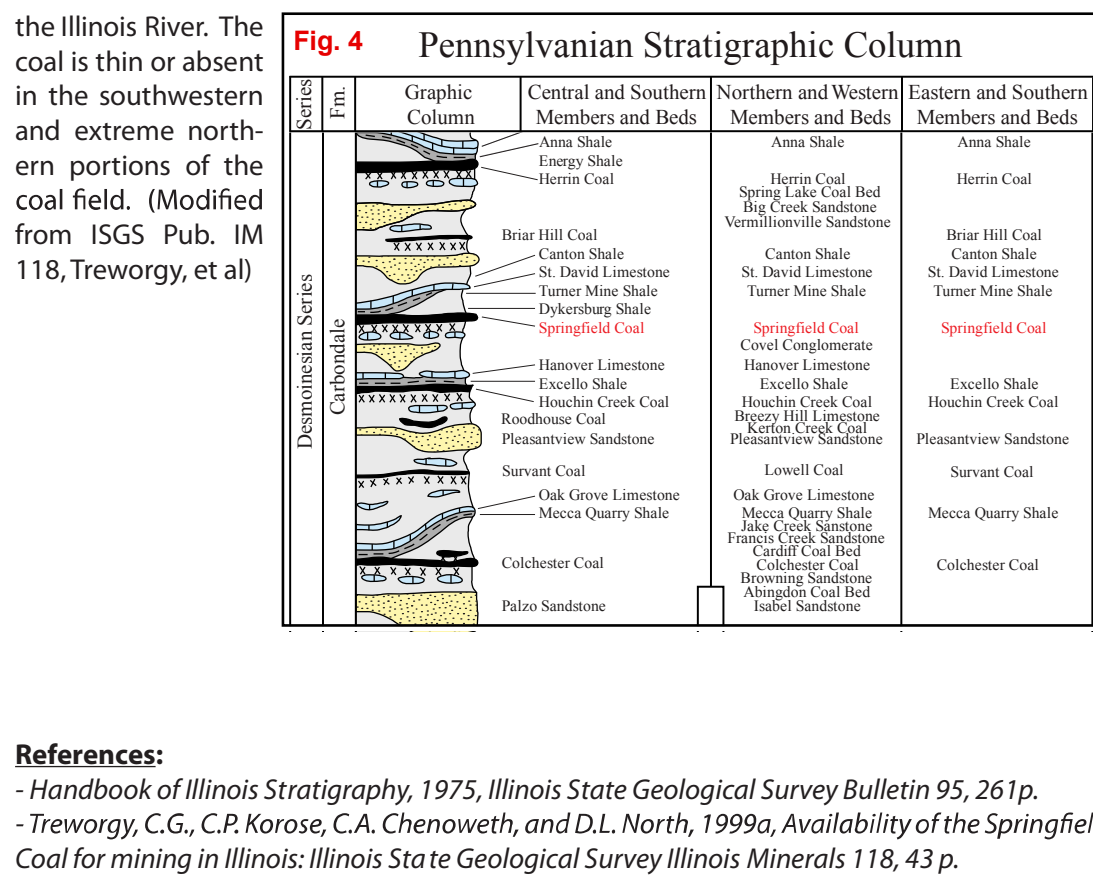 the Illinois River. The
coal is thin or absent
in the southwestern
and extreme north-
ern portions of the
coal field. (Modified
from ISGS Pub. IM
118, Treworgy, et al)
Fig. 4
Pennsylvanian Stratigraphic Column
Series
Fm.
Graphic
Column
Central and Southern
Members and Beds
Northern and Western
Members and Beds
Eastern and Southern
Members and Beds
Desmoinesian Series
Carbondale
Anna Shale
Energy Shale
Herrin Coal
Briar Hill Coal
Canton Shale
St. David Limestone
Turner Mine Shale
Dykersburg Shale
Springfield Coal
Hanover Limestone
Excello Shale
Houchin Creek Coal
Roodhouse Coal
Pleasantview Sandstone
Survant Coal
Oak Grove Limestone
Mecca Quarry Shale
Colchester Coal
Palzo Sandstone
Anna Shale
Herrin Coal
Spring Lake Coal Bed
Big Creek Sandstone
Vermillionville Sandstone
Canton Shale
St. David Limestone
Turner Mine Shale
Springfield Coal
Covel Conglomerate
Hanover Limestone
Excello Shale
Houchin Creek Coal
Breezy Hill Limestone
Kerton Creek Coal
Pleasantview Sandstone
Lowell Coal
Oak Grove Limestone
Mecca Quarry Shale
Jake Creek Sanstone
Francis Creek Sandstone
Cardiff Coal Bed
Colchester Coal
Browning Sandstone
Abingdon Coal Bed
Isabel Sandstone
Anna Shale
Herrin Coal
Briar Hill Coal
Canton Shale
St. David Limestone
Turner Mine Shale
Springfield Coal
Excello Shale
Houchin Creek Coal
Pleasantview Sandstone
Survant Coal
Mecca Quarry Shale
Colchester Coal
References:
- Handbook of Illinois Stratigraphy, 1975, Illinois State Geological Survey Bulletin 95, 261p.
- Treworgy, C.G., C.P. Korose, C.A. Chenoweth, and D.L. North, 1999a, Availability of the Springfiel
Coal for mining in Illinois: Illinois State Geological Survey Illinois Minerals 118, 43 p.